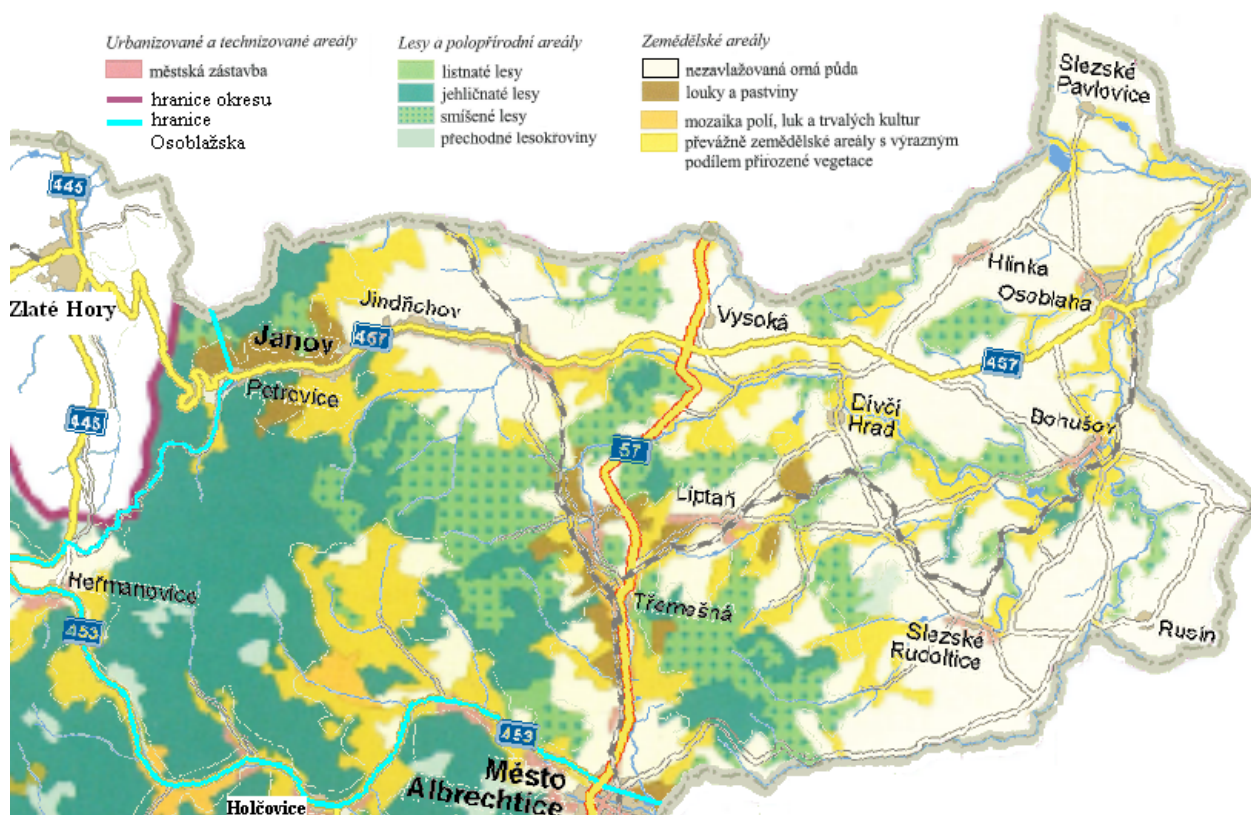 Urbanizované a technizované areály
městská zástavba
hranice okresu
hranice
Osoblažska
Lesy a polopřírodní areály
listnaté lesy
jehličnaté lesy
smíšené lesy
přechodné lesokroviny
Zemědělské areály
nezavlažovaná orná půda
louky a pastviny
mozaika polí, luk a trvalých kultur
převážně zemědělské areály s výrazným
podílem přirozené vegetace
Slezské
Pavlovice
445
Hlinka
Osoblaha
Zlaté Hory
Jindřichov
Vysoká
Janov
457
457
Petrovice
Dívčí
Hrad
445
Bohušov
57
Liptaň
Heřmanovice
Třemešná
453
Slezské
Rudoltice
Rusín
453
Město
Albrechtice
Holčovice